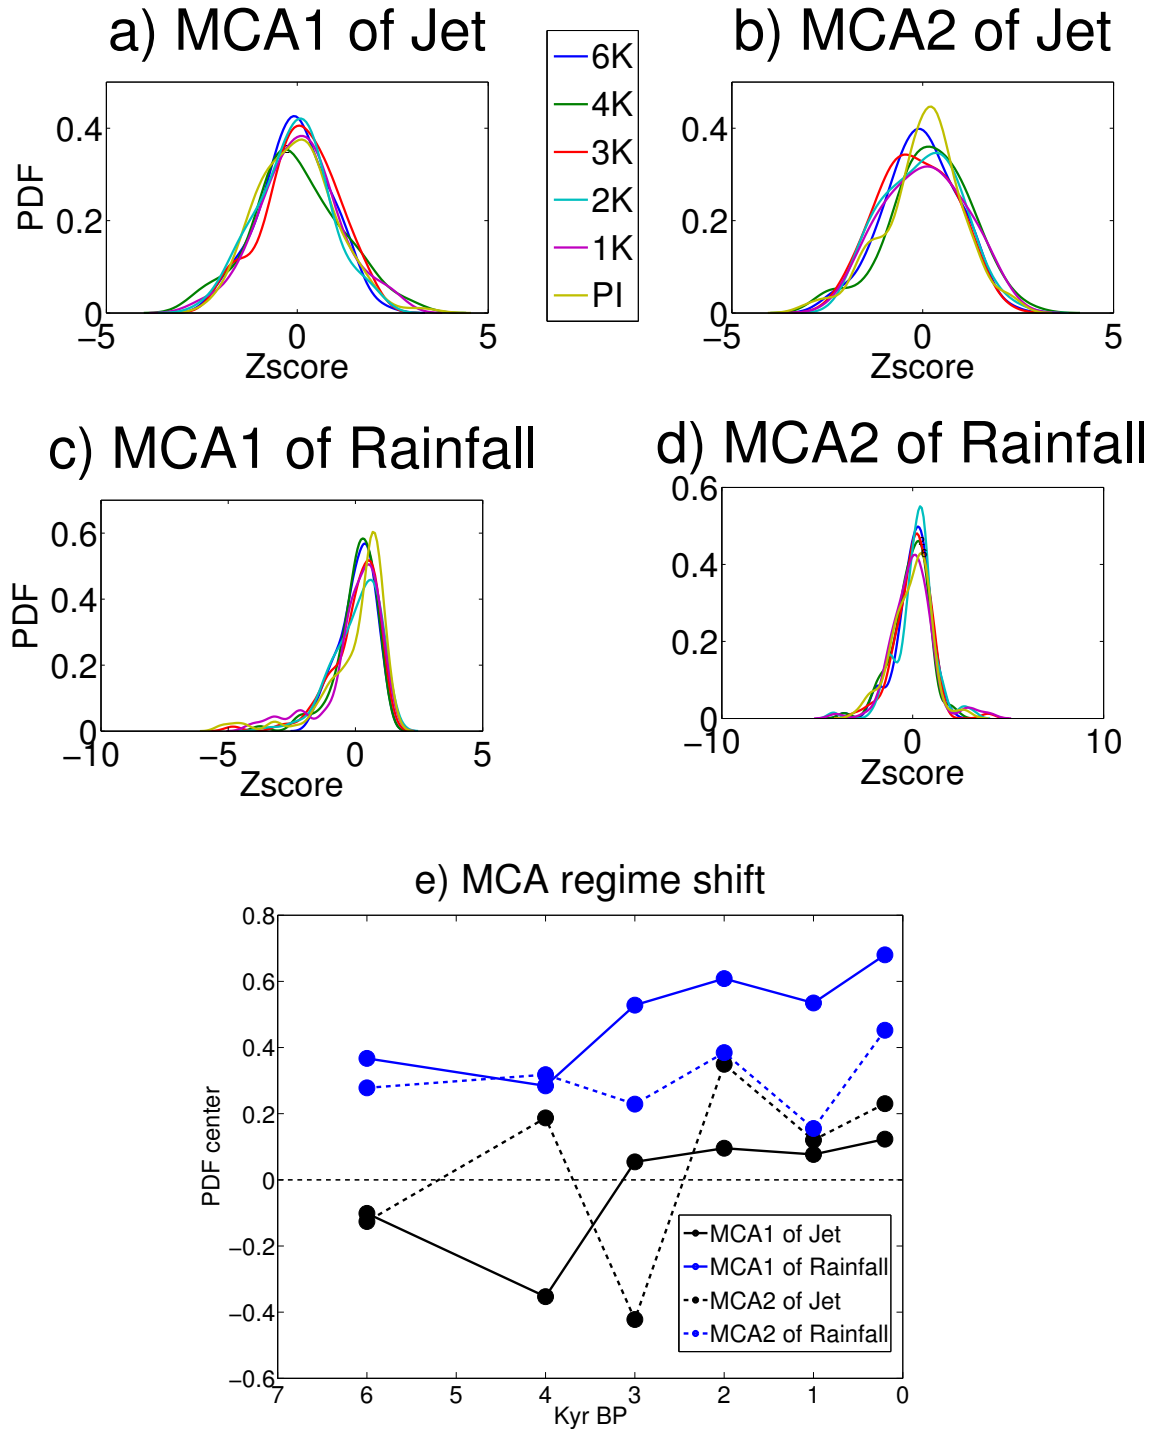 a) MCA1 of Jet
b) MCA2 of Jet
6K
4K
3K
2K
1K
PI
PDF
0.4
0.2
0
−5
0
5
Zscore
0.4
0.2
0
−5
0
5
Zscore
c) MCA1 of Rainfall
d) MCA2 of Rainfall
PDF
0.6
0.4
0.2
0
−10
−5
0
5
Zscore
0.6
0.4
0.2
0
−10
0
10
Zscore
e) MCA regime shift
PDF center
0.8
0.6
0.4
0.2
0
−0.2
−0.4
−0.6
7
6
5
4
3
2
1
0
Kyr BP
MCA1 of Jet
MCA1 of Rainfall
MCA2 of Jet
MCA2 of Rainfall